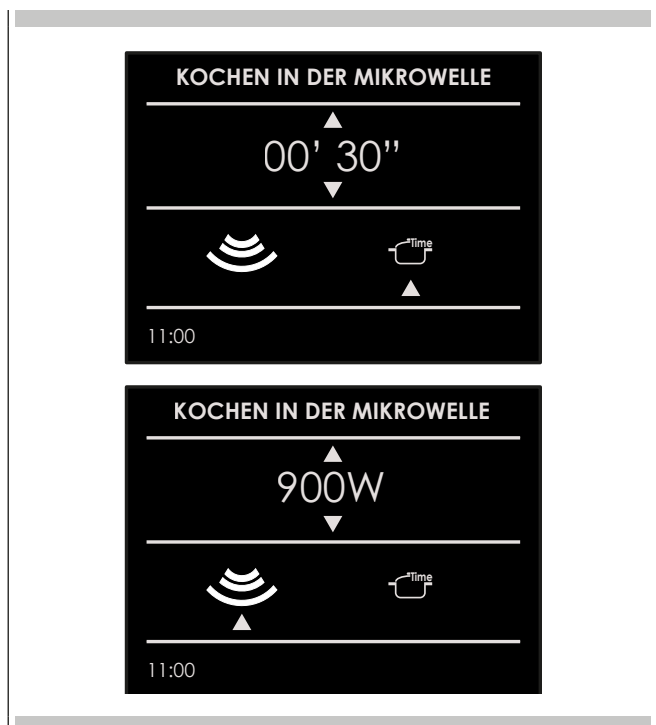 KOCHEN IN DER MIKROWELLE
00’ 30’’
Time
11:00
KOCHEN IN DER MIKROWELLE
900W
Time
11:00